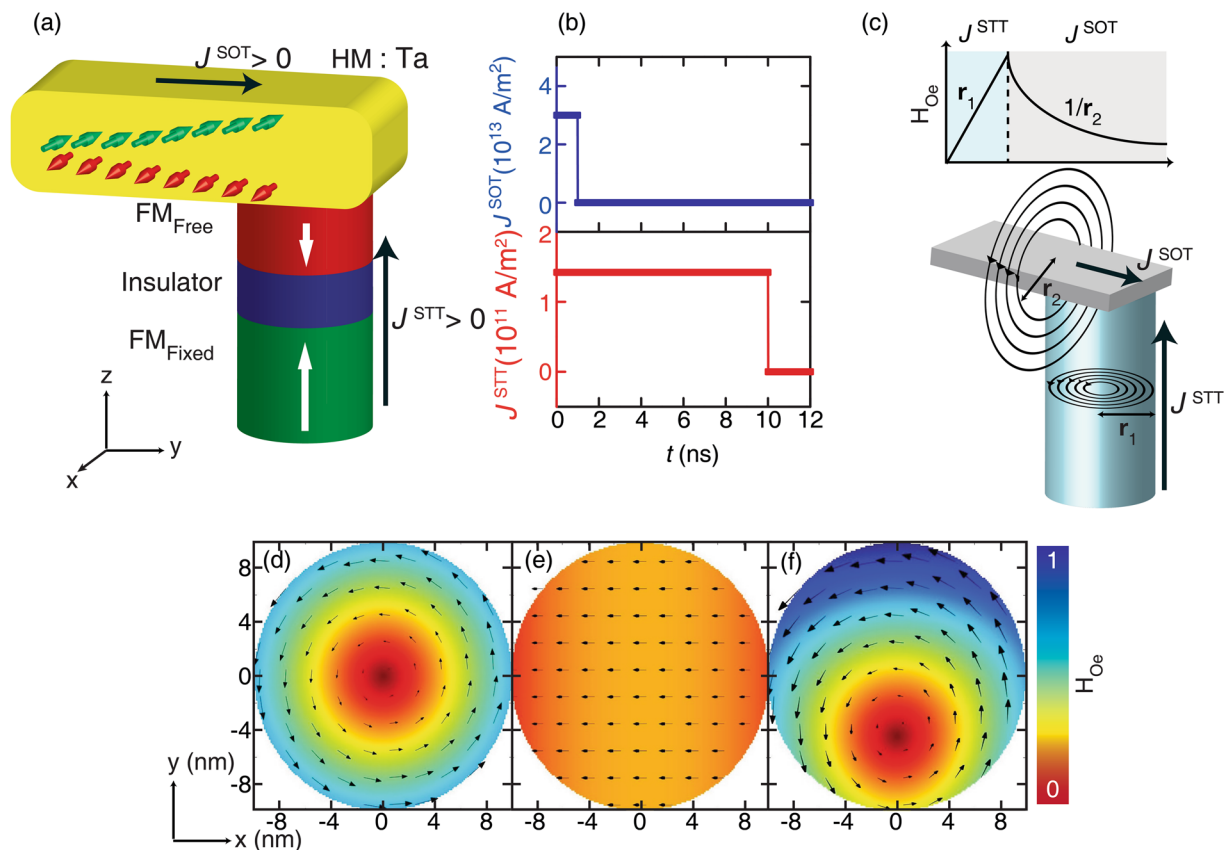 (a)
J^SOT > 0 HM : Ta
FM_Free
Insulator
FM_Fixed
J^STT > 0
z
y
x
(b)
J^SOT (10^13 A/m^2)
4
2
0
J^STT (10^11 A/m^2)
2
1
0
0 2 4 6 8 10 12
t (ns)
(c)
J^STT J^SOT
H_Oe
r_1
1/r_2
J^SOT
r_2
J^STT
r_1
(d) (e) (f)
8
4
0
-4
-8
-8 -4 0 4 8 -8 -4 0 4 8 -8 -4 0 4 8
y (nm)
x (nm)
1
0
H_Oe